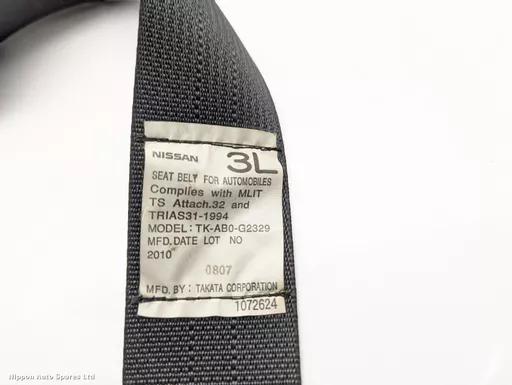 NISSAN 3L
SEAT BELT FOR AUTOMOBILES
Complies with MLIT
TS Attach.32 and
TRIAS31-1994
MODEL: TK-AB0-G2329
MFD.DATE LOT NO
2010
0807
MFD. BY: TAKATA CORPORATION
1072624
Nippon Auto Spares Ltd